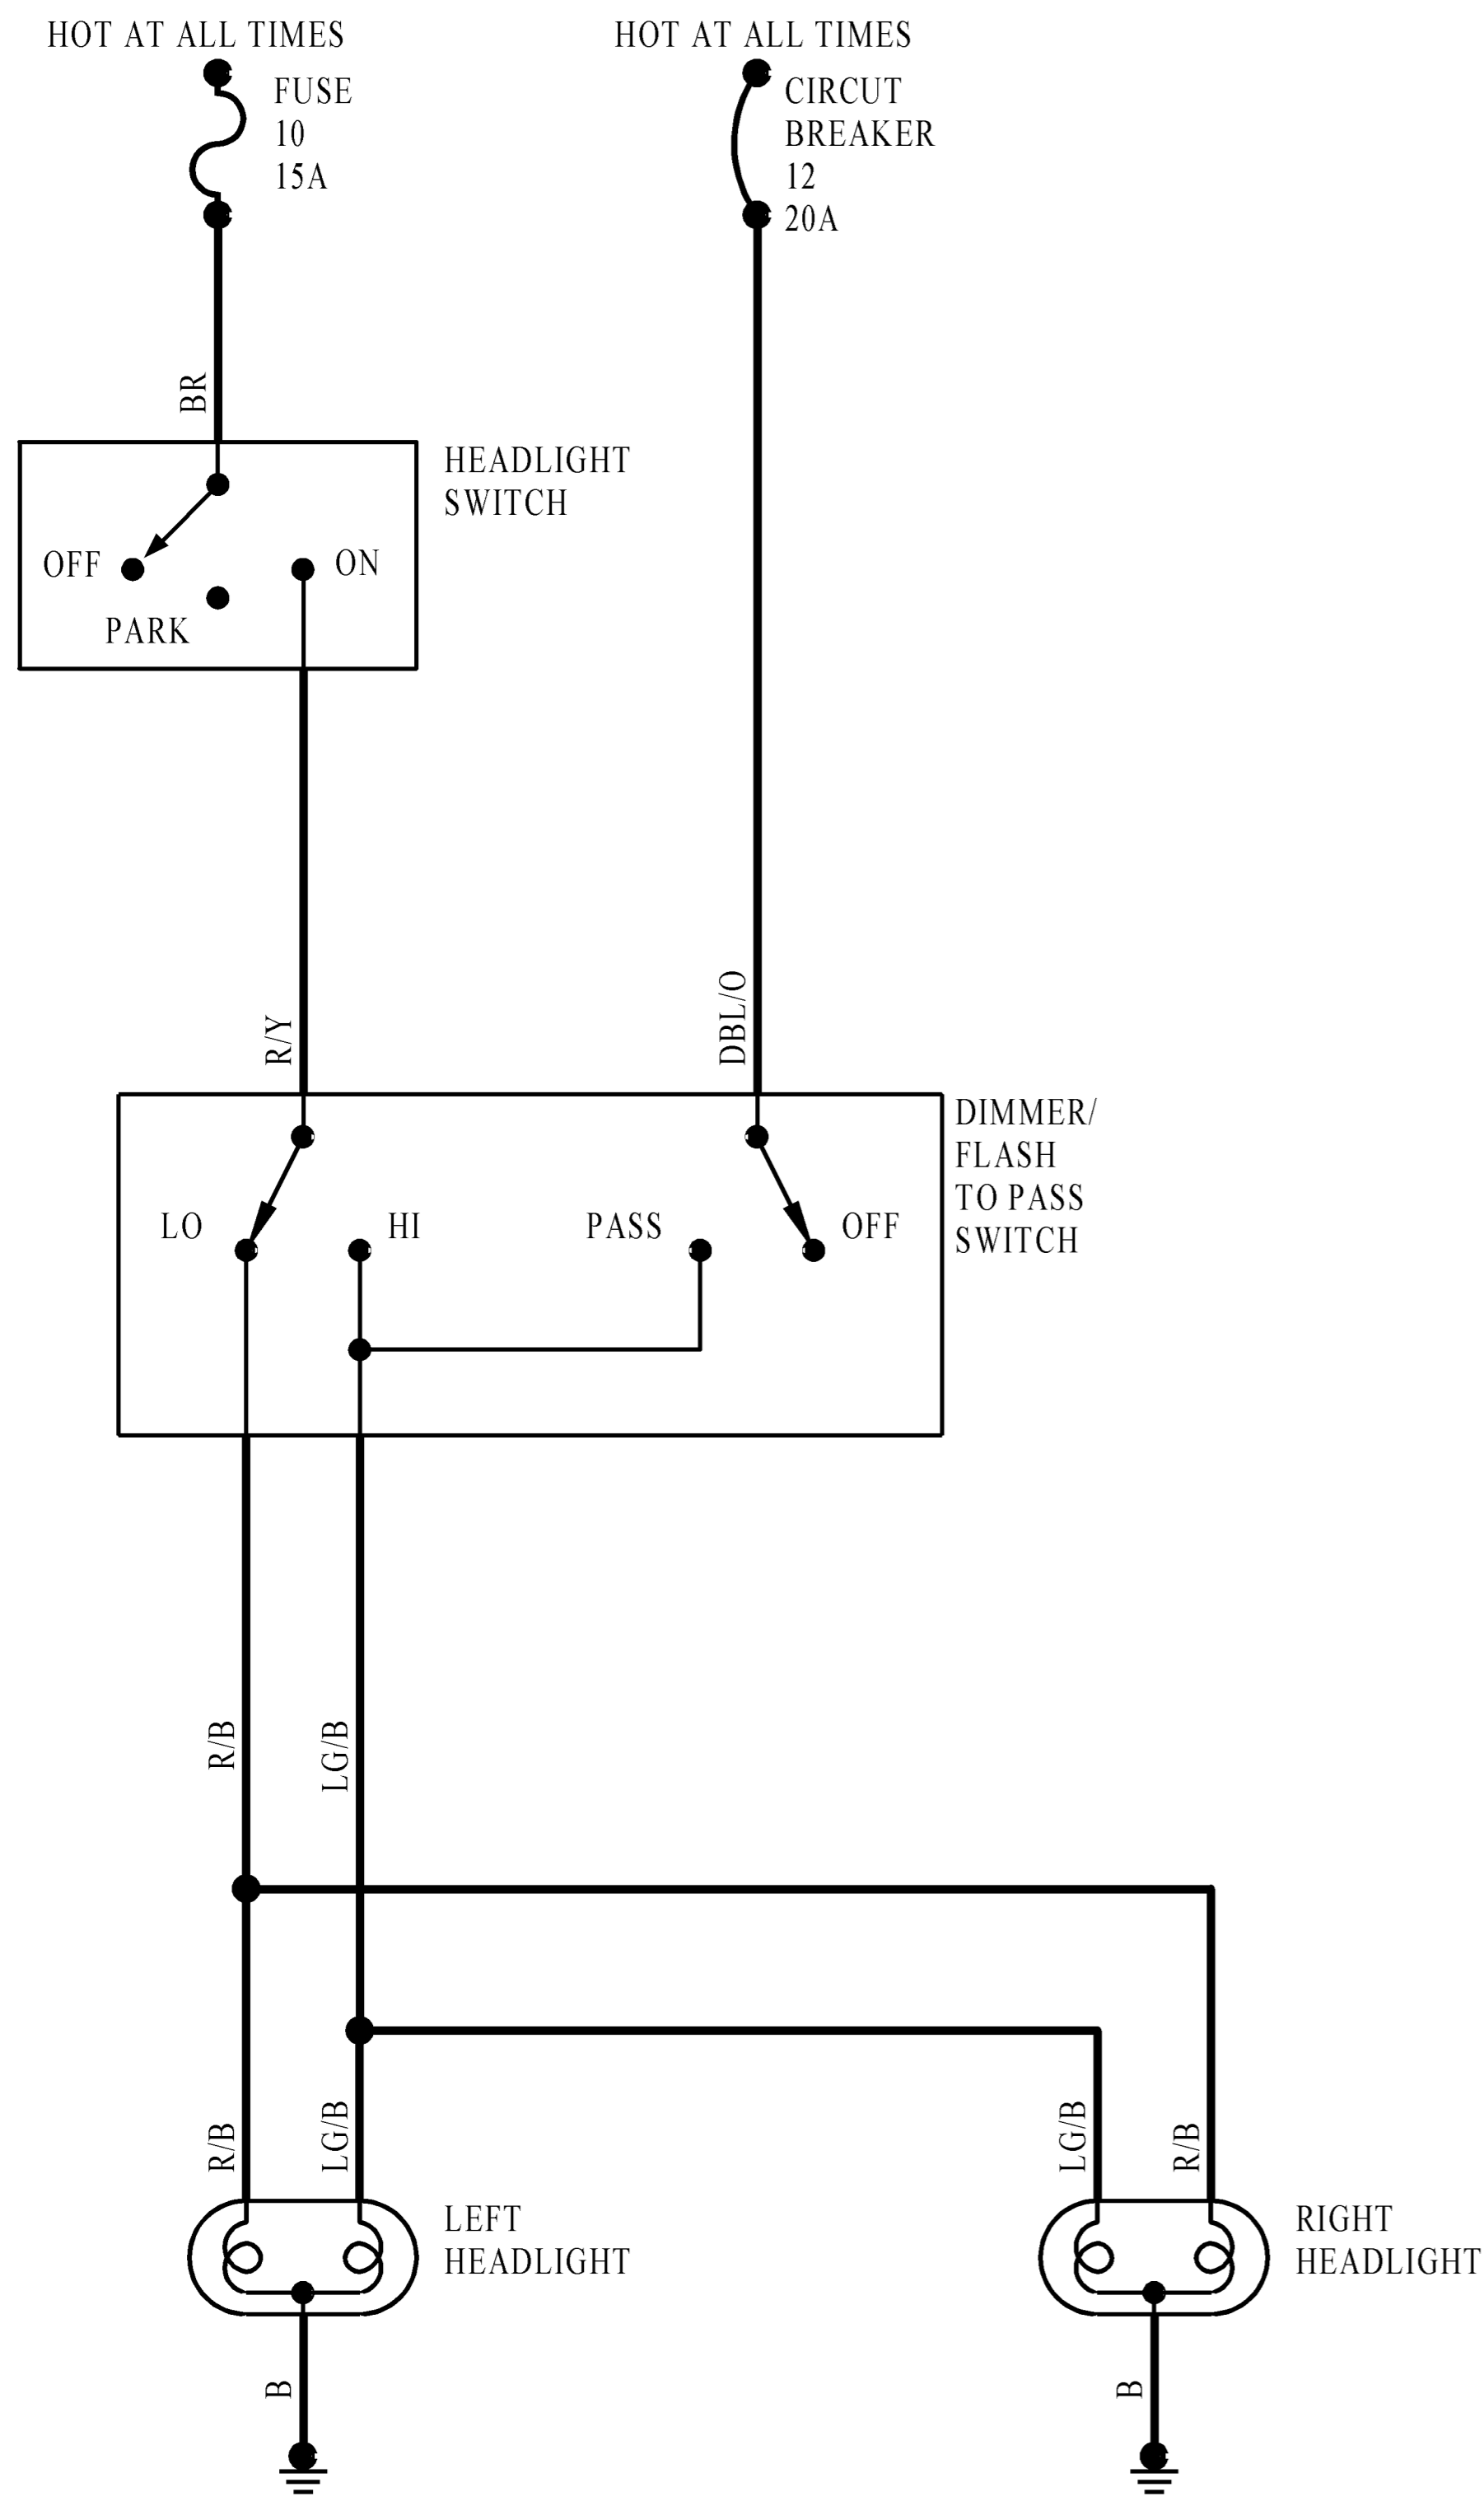 HOT AT ALL TIMES
HOT AT ALL TIMES
FUSE
10
15A
CIRCUT
BREAKER
12
20A
BR
HEADLIGHT
SWITCH
OFF
ON
PARK
R/Y
DBL/O
DIMMER/
FLASH
TO PASS
SWITCH
LO
HI
PASS
OFF
R/B
LG/B
R/B
LG/B
LG/B
R/B
LEFT
HEADLIGHT
RIGHT
HEADLIGHT
B
B